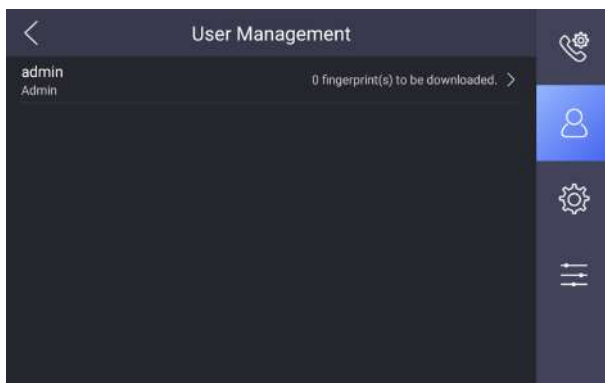 User Management
admin
0 fingerprint(s) to be downloaded.
Admin